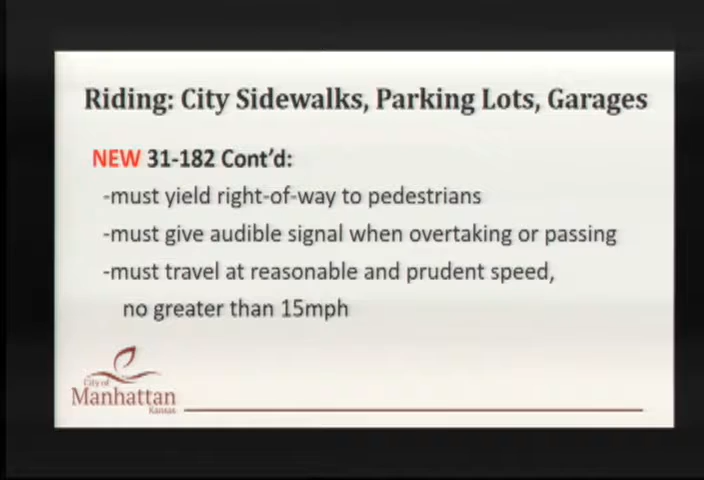 Riding: City Sidewalks, Parking Lots, Garages
NEW 31-182 Cont’d:
-must yield right-of-way to pedestrians
-must give audible signal when overtaking or passing
-must travel at reasonable and prudent speed,
no greater than 15mph
City of
Manhattan
Kansas